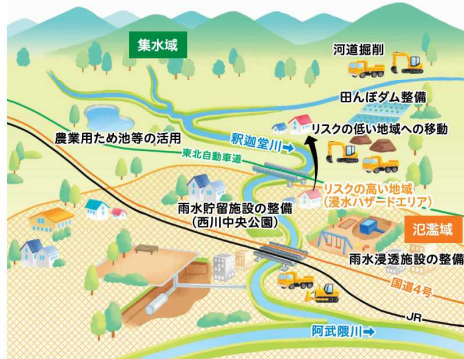 集水域
河道掘削
田んぼダム整備
農業用ため池等の活用
釈迦堂川→
リスクの低い地域への移動
東北自動車道
リスクの高い地域
(浸水ハザードエリア)
雨水貯留施設の整備
(西川中央公園)
氾濫域
雨水浸透施設の整備
国道4号
JR
阿武隈川→